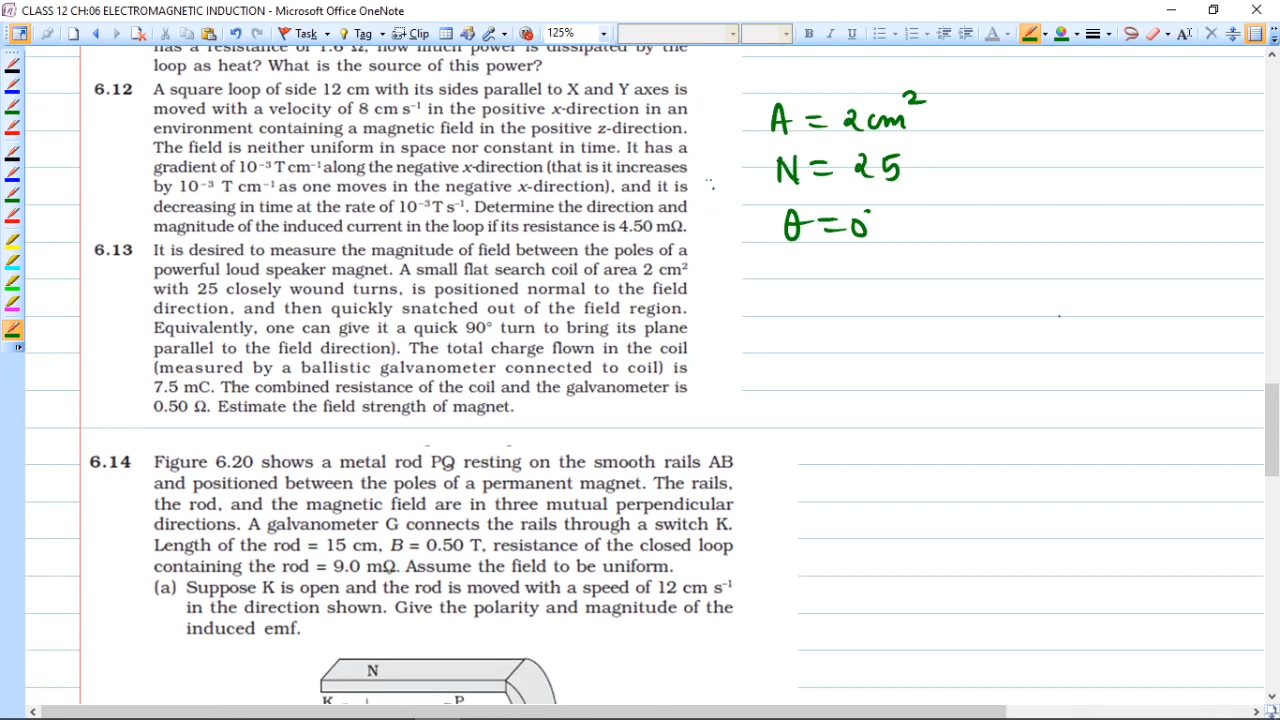 CLASS 12 CH:06 ELECTROMAGNETIC INDUCTION - Microsoft Office OneNote
Task Tag Clip 125% B I U
has a resistance of 1.6 Ω, how much power is dissipated by the
loop as heat? What is the source of this power?
6.12 A square loop of side 12 cm with its sides parallel to X and Y axes is
moved with a velocity of 8 cm s⁻¹ in the positive x-direction in an
environment containing a magnetic field in the positive z-direction.
The field is neither uniform in space nor constant in time. It has a
gradient of 10⁻³ T cm⁻¹ along the negative x-direction (that is it increases
by 10⁻³ T cm⁻¹ as one moves in the negative x-direction), and it is
decreasing in time at the rate of 10⁻³ T s⁻¹. Determine the direction and
magnitude of the induced current in the loop if its resistance is 4.50 mΩ.
6.13 It is desired to measure the magnitude of field between the poles of a
powerful loud speaker magnet. A small flat search coil of area 2 cm²
with 25 closely wound turns, is positioned normal to the field
direction, and then quickly snatched out of the field region.
Equivalently, one can give it a quick 90° turn to bring its plane
parallel to the field direction). The total charge flown in the coil
(measured by a ballistic galvanometer connected to coil) is
7.5 mC. The combined resistance of the coil and the galvanometer is
0.50 Ω. Estimate the field strength of magnet.
A = 2cm²
N = 25
θ = 0°
6.14 Figure 6.20 shows a metal rod PQ resting on the smooth rails AB
and positioned between the poles of a permanent magnet. The rails,
the rod, and the magnetic field are in three mutual perpendicular
directions. A galvanometer G connects the rails through a switch K.
Length of the rod = 15 cm, B = 0.50 T, resistance of the closed loop
containing the rod = 9.0 mΩ. Assume the field to be uniform.
(a) Suppose K is open and the rod is moved with a speed of 12 cm s⁻¹
in the direction shown. Give the polarity and magnitude of the
induced emf.
N
K P